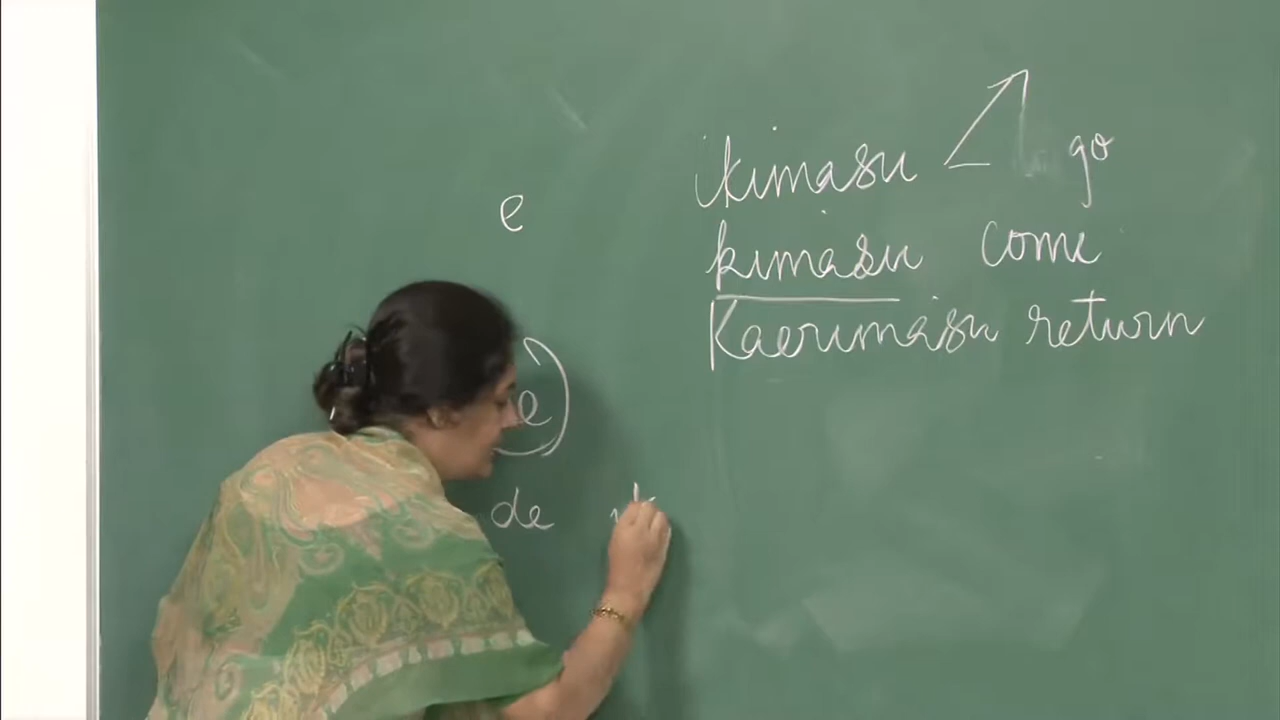 ikimasu go
e
kimasu come
Kaerimasu return
e)
de